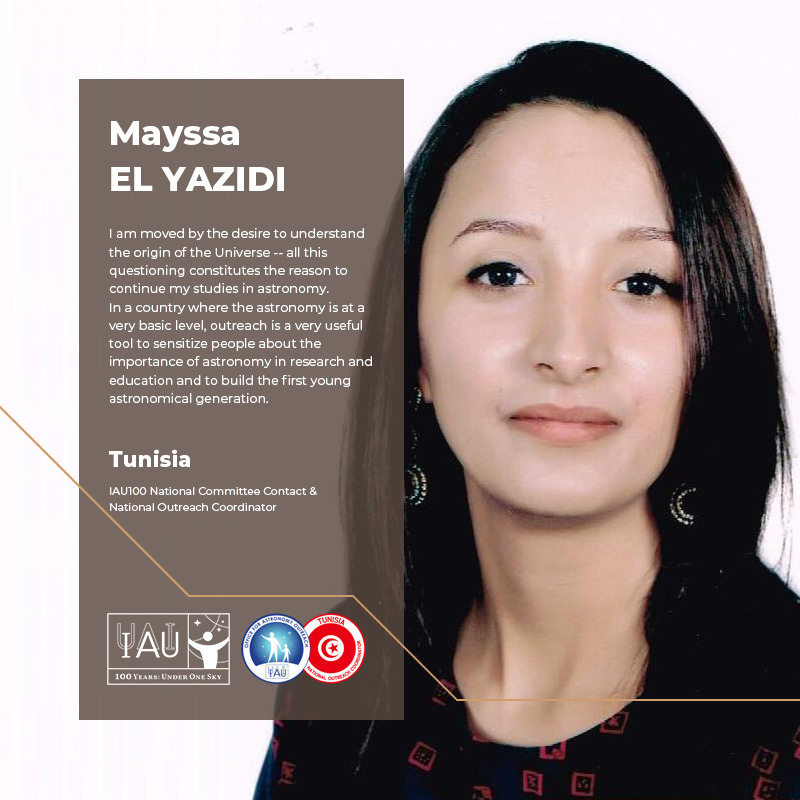 Mayssa
EL YAZIDI
I am moved by the desire to understand
the origin of the Universe -- all this
questioning constitutes the reason to
continue my studies in astronomy.
In a country where the astronomy is at a
very basic level, outreach is a very useful
tool to sensitize people about the
importance of astronomy in research and
education and to build the first young
astronomical generation.
Tunisia
IAU100 National Committee Contact &
National Outreach Coordinator
IAU
100 YEARS: UNDER ONE SKY
OFFICE FOR ASTRONOMY OUTREACH
IAU
TUNISIA
NATIONAL OUTREACH COORDINATOR